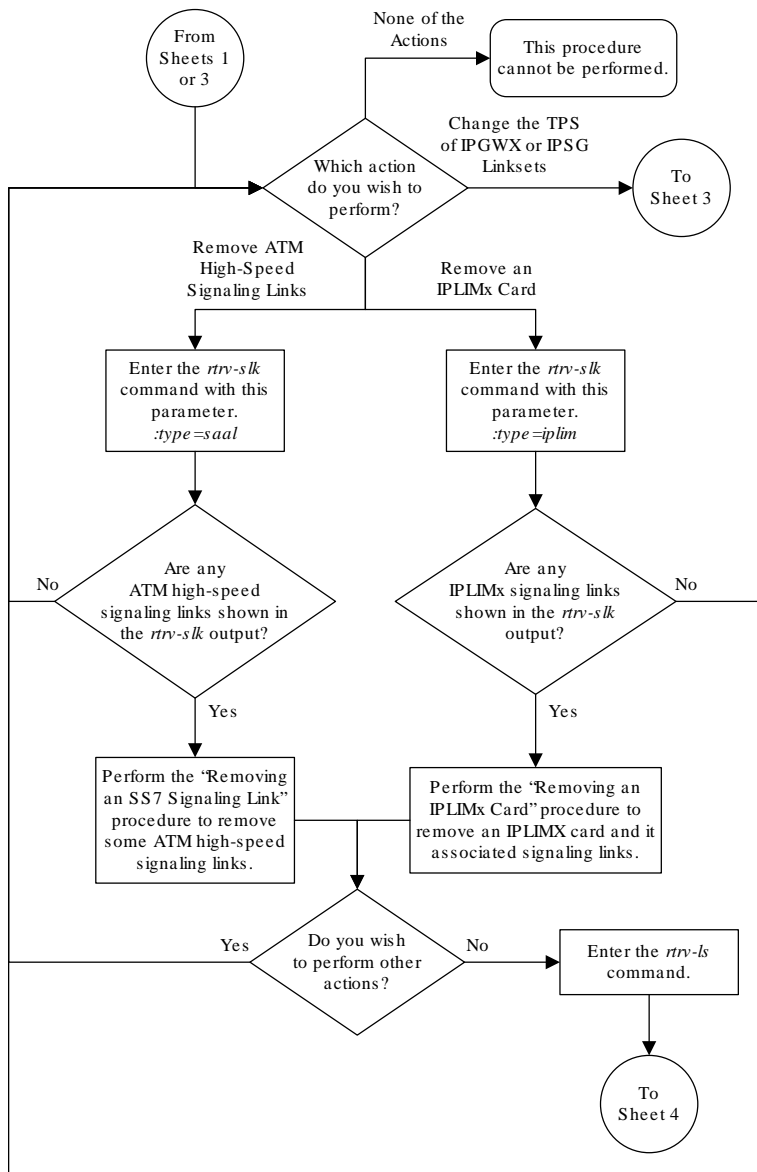 From
Sheets 1
or 3
None of the
Actions
This procedure
cannot be performed.
Which action
do you wish to
perform?
Change the TPS
of IPGWX or IPSG
Linksets
To
Sheet 3
Remove ATM
High-Speed
Signaling Links
Remove an
IPLIMx Card
Enter the rtrv-slk
command with this
parameter.
:type=saal
Enter the rtrv-slk
command with this
parameter.
:type=iplim
No
Are any
ATM high-speed
signaling links shown in
the rtrv-slk output?
Are any
IPLIMx signaling links
shown in the rtrv-slk
output?
No
Yes
Yes
Perform the “Removing
an SS7 Signaling Link”
procedure to remove
some ATM high-speed
signaling links.
Perform the “Removing an
IPLIMx Card” procedure to
remove an IPLIMX card and it
associated signaling links.
Yes
Do you wish
to perform other
actions?
No
Enter the rtrv-ls
command.
To
Sheet 4